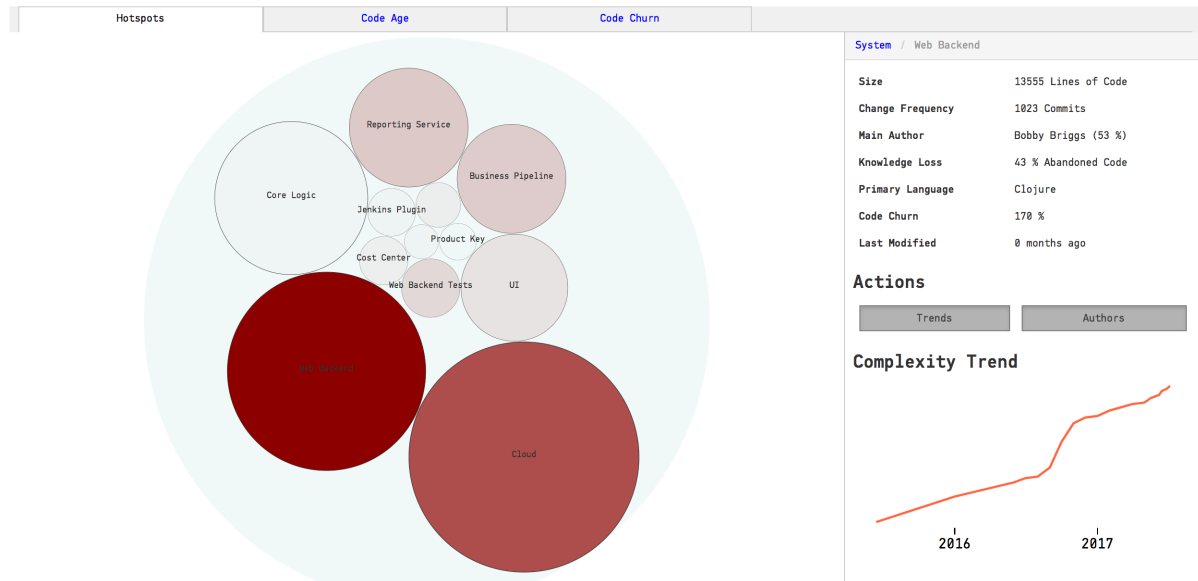 Hotspots
Code Age
Code Churn
System / Web Backend
Size 13555 Lines of Code
Change Frequency 1023 Commits
Main Author Bobby Briggs (53 %)
Knowledge Loss 43 % Abandoned Code
Primary Language Clojure
Code Churn 170 %
Last Modified 0 months ago
Actions
Trends
Authors
Complexity Trend
2016
2017
Reporting Service
Business Pipeline
Core Logic
Jenkins Plugin
Product Key
Cost Center
Web Backend Tests
UI
Web Backend
Cloud